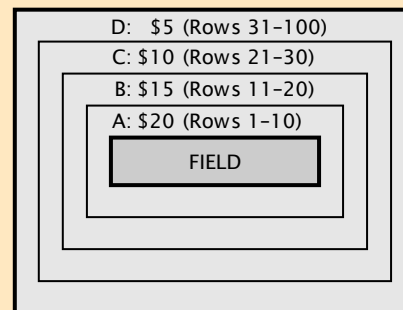 D: $5 (Rows 31–100)
C: $10 (Rows 21–30)
B: $15 (Rows 11–20)
A: $20 (Rows 1–10)
FIELD